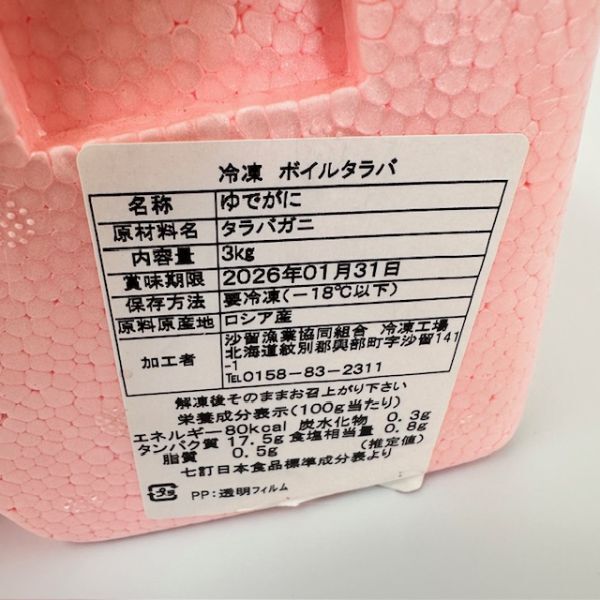 冷凍 ボイルタラバ
名称 ゆでがに
原材料名 タラバガニ
内容量 3kg
賞味期限 2026年01月31日
保存方法 要冷凍(－18℃以下)
原料原産地 ロシア産
加工者 沙留漁業協同組合 冷凍工場
北海道紋別郡興部町字沙留141
-1
TEL0158-83-2311
解凍後そのままお召上がり下さい
栄養成分表示(100g当たり)
エネルギー80kcal 炭水化物 0.3g
タンパク質 17.5g 食塩相当量 0.8g
脂質 0.5g (推定値)
七訂日本食品標準成分表より
プラ PP:透明フィルム